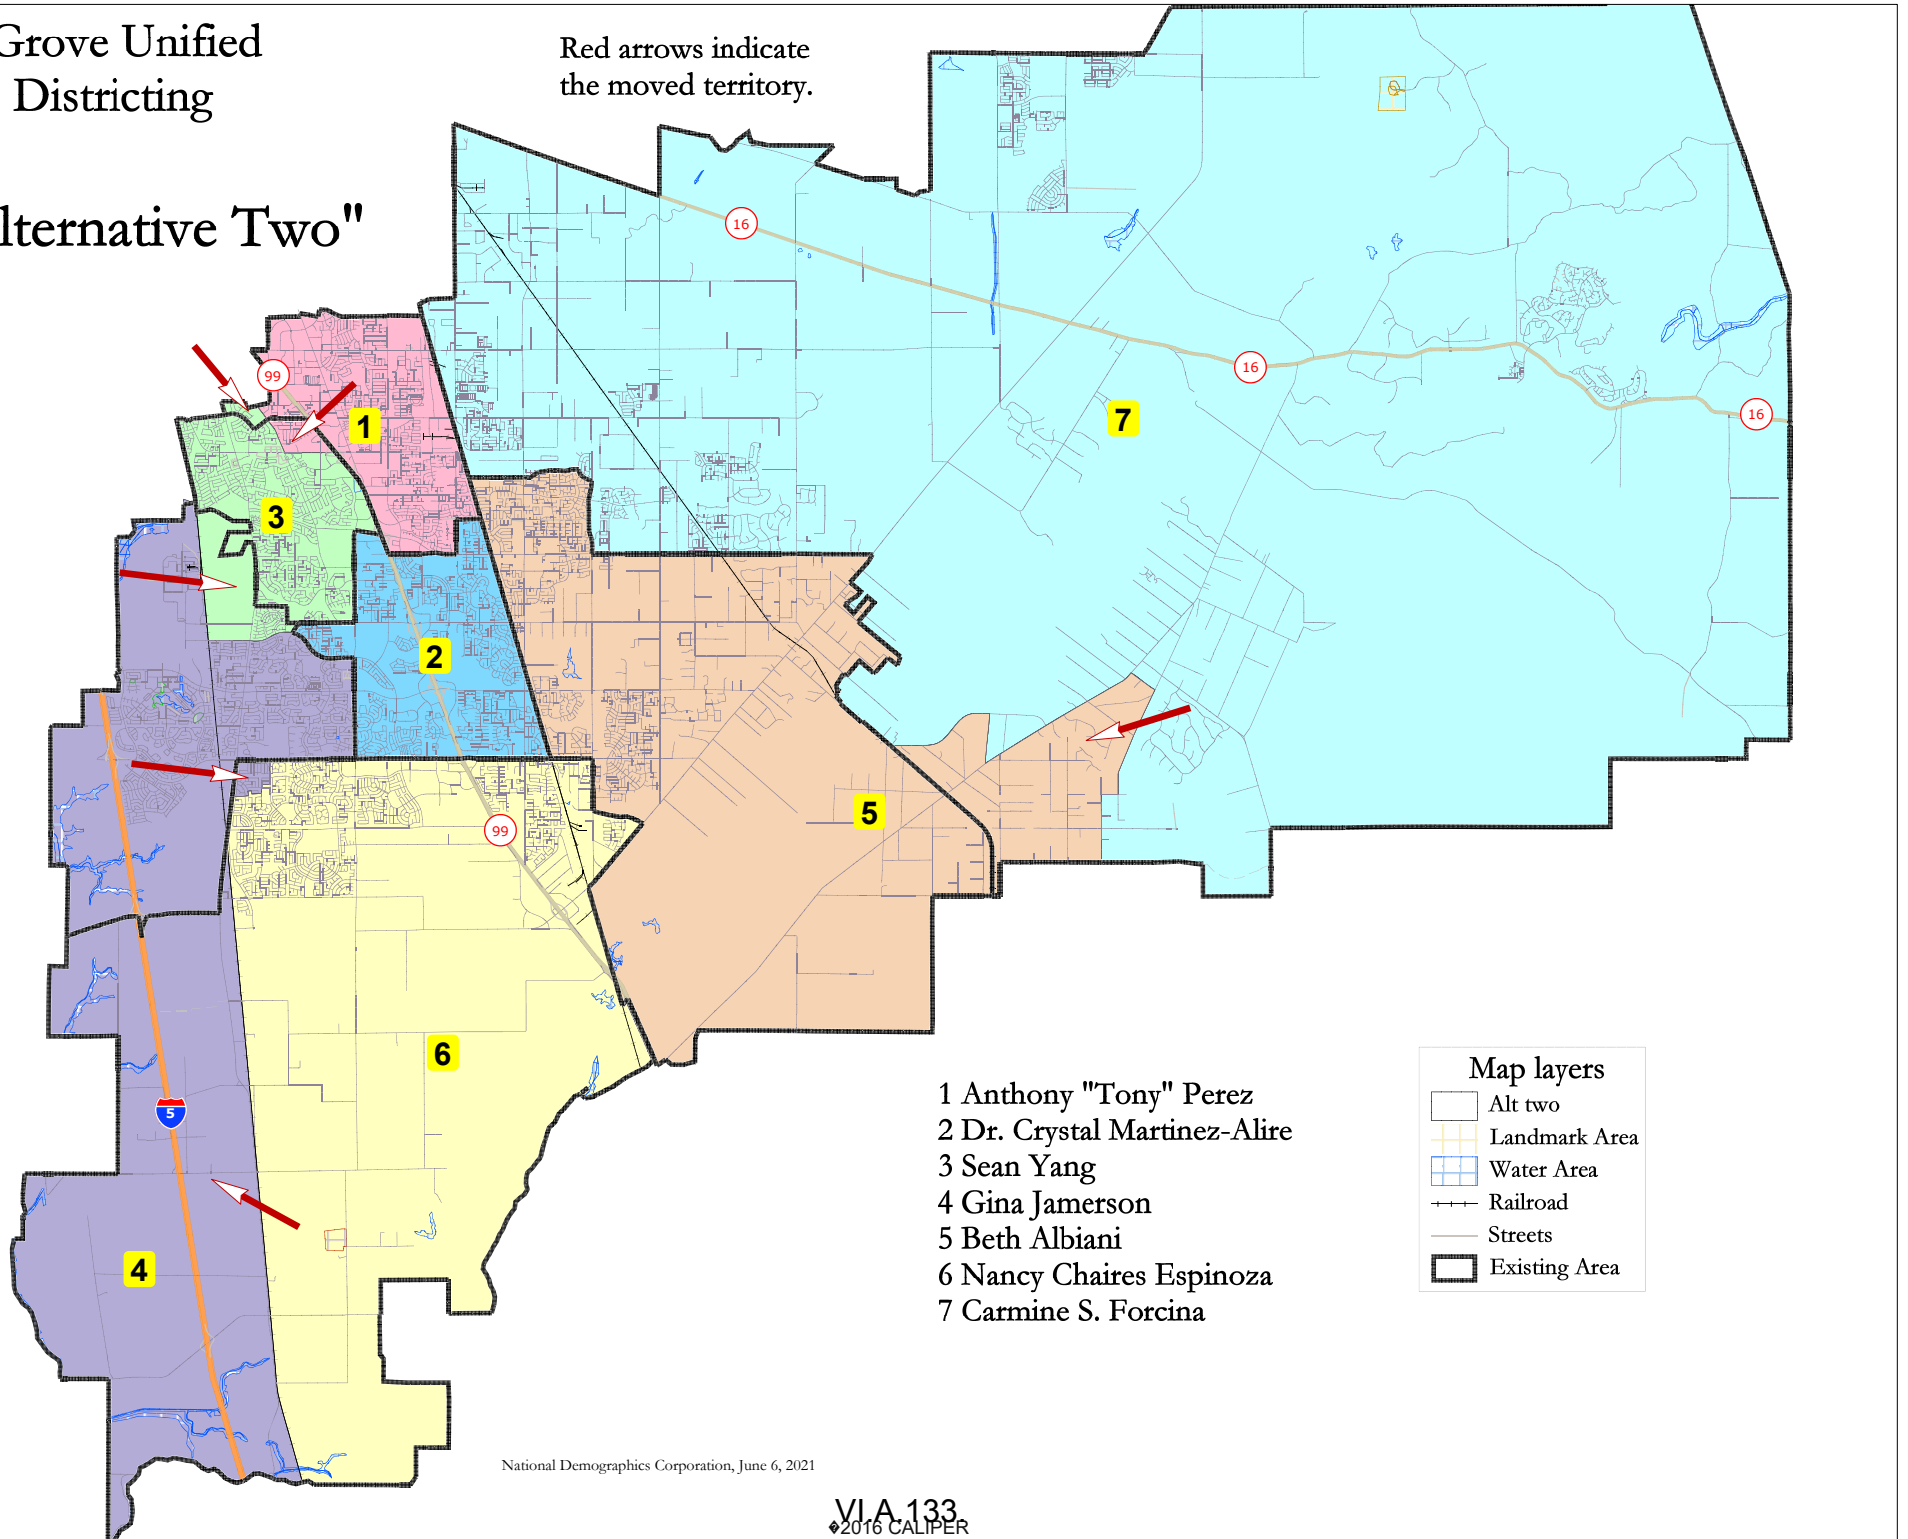 Grove Unified
Districting
lternative Two"
Red arrows indicate
the moved territory.
16
16
16
99
1
7
3
2
5
99
6
5
4
1 Anthony "Tony" Perez
2 Dr. Crystal Martinez-Alire
3 Sean Yang
4 Gina Jamerson
5 Beth Albiani
6 Nancy Chaires Espinoza
7 Carmine S. Forcina
Map layers
Alt two
Landmark Area
Water Area
Railroad
Streets
Existing Area
National Demographics Corporation, June 6, 2021
VI.A.133.
�2016 CALIPER